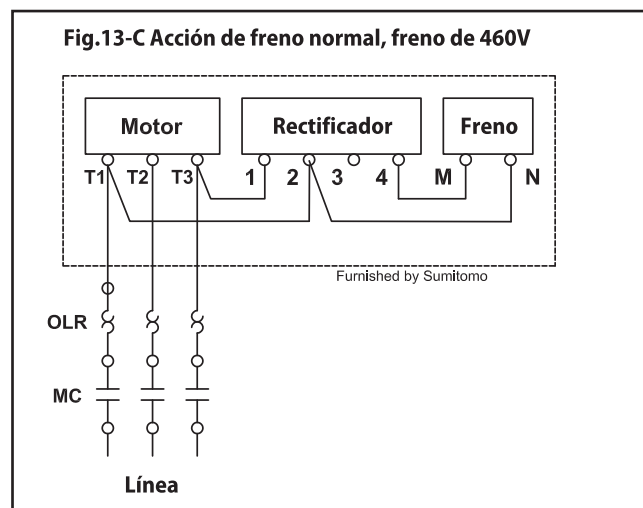 Fig.13-C Acción de freno normal, freno de 460V
Motor Rectificador Freno
T1 T2 T3 1 2 3 4 M N
Furnished by Sumitomo
OLR
MC
Línea